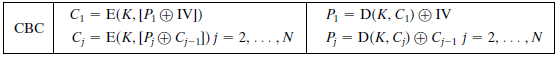 CBC
C₁ = E(K, [P₁ ⊕ IV])
Cⱼ = E(K, [Pⱼ ⊕ Cⱼ₋₁]) j = 2, . . . , N
P₁ = D(K, C₁) ⊕ IV
Pⱼ = D(K, Cⱼ) ⊕ Cⱼ₋₁ j = 2, . . . , N